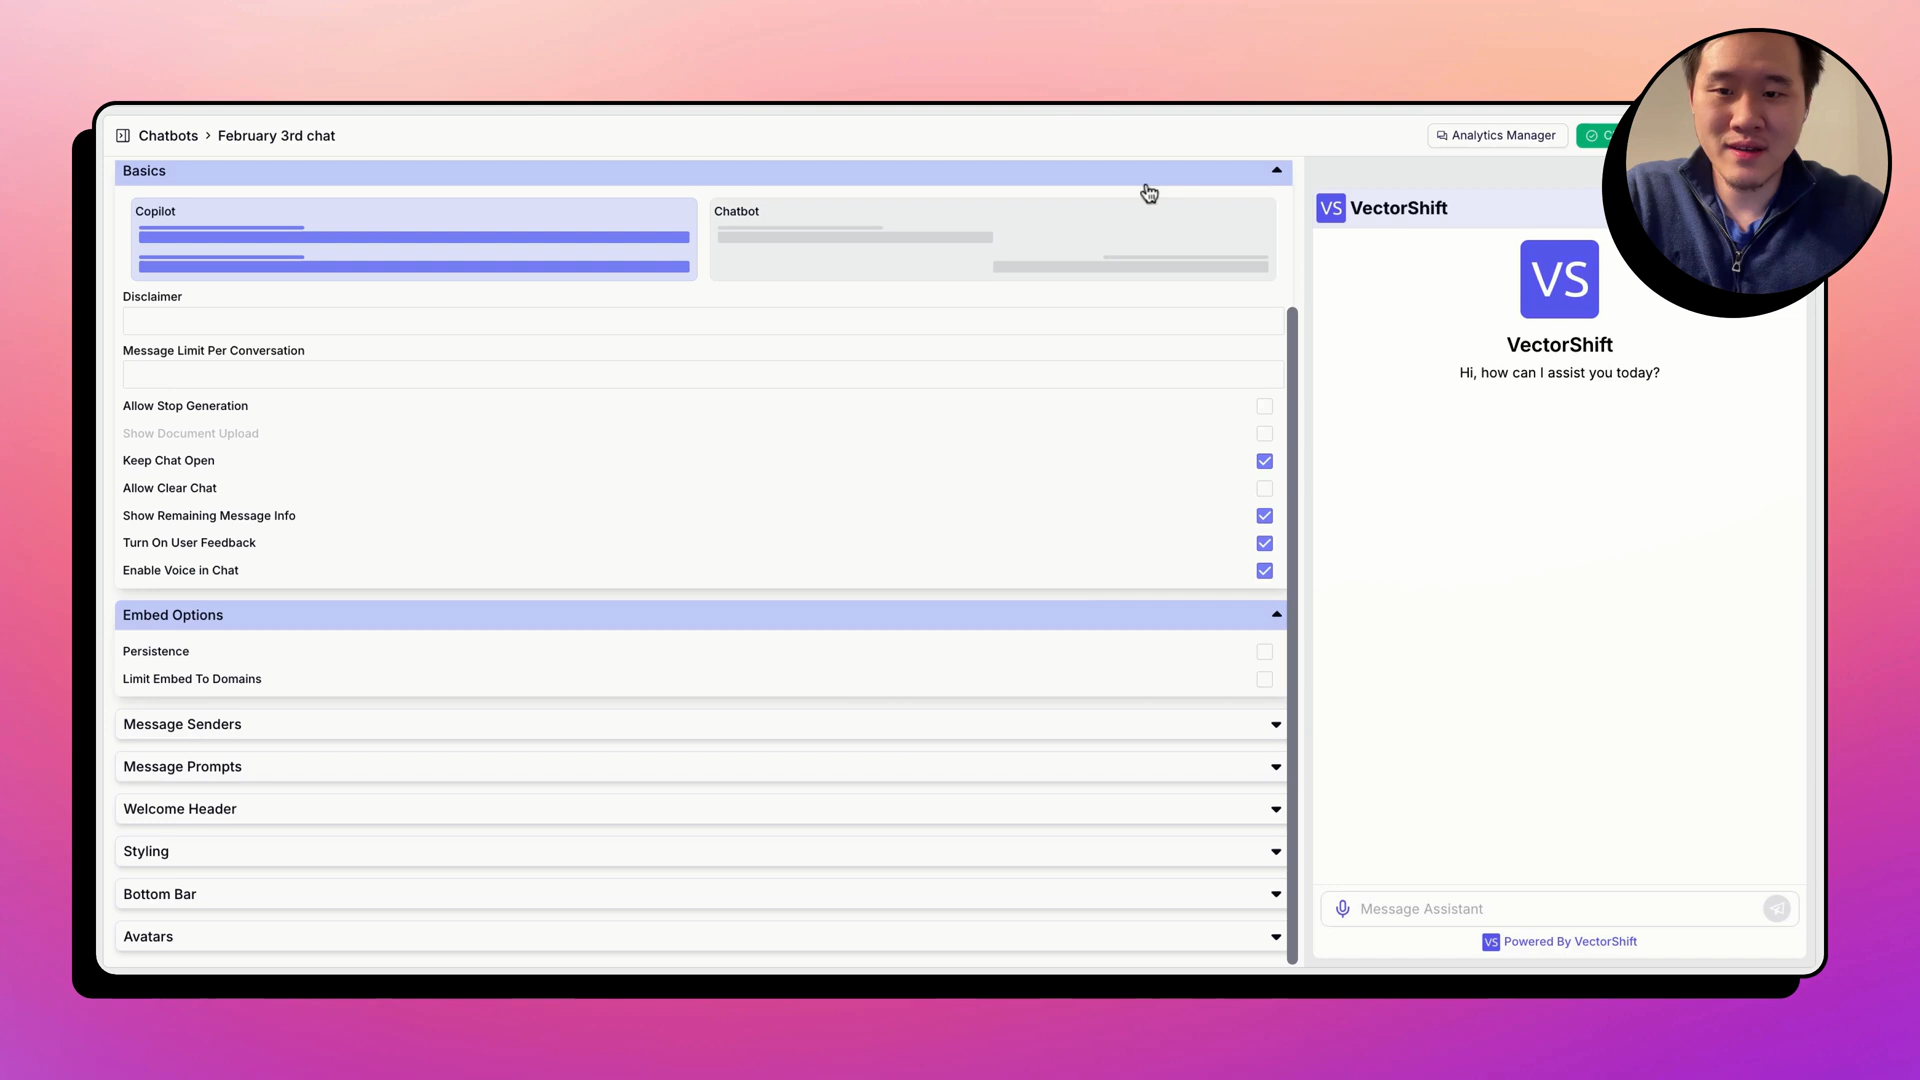 Chatbots > February 3rd chat
Analytics Manager
Basics
Copilot
Chatbot
Disclaimer
Message Limit Per Conversation
Allow Stop Generation
Show Document Upload
Keep Chat Open
Allow Clear Chat
Show Remaining Message Info
Turn On User Feedback
Enable Voice in Chat
Embed Options
Persistence
Limit Embed To Domains
Message Senders
Message Prompts
Welcome Header
Styling
Bottom Bar
Avatars
VS VectorShift
VS
VectorShift
Hi, how can I assist you today?
Message Assistant
VS Powered By VectorShift